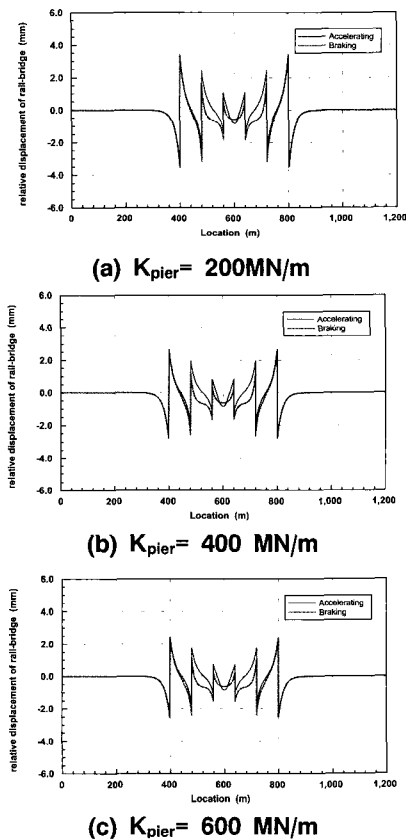 relative displacement of rail-bridge (mm)
6.0
4.0
2.0
0.0
-2.0
-4.0
-6.0
Accelerating
Braking
0 200 400 600 800 1,000 1,200
Location (m)
(a) Kpier= 200MN/m
relative displacement of rail-bridge (mm)
6.0
4.0
2.0
0.0
-2.0
-4.0
-6.0
Accelerating
Braking
0 200 400 600 800 1,000 1,200
Location (m)
(b) Kpier= 400 MN/m
relative displacement of rail-bridge (mm)
6.0
4.0
2.0
0.0
-2.0
-4.0
-6.0
Accelerating
Braking
0 200 400 600 800 1,000 1,200
Location (m)
(c) Kpier= 600 MN/m